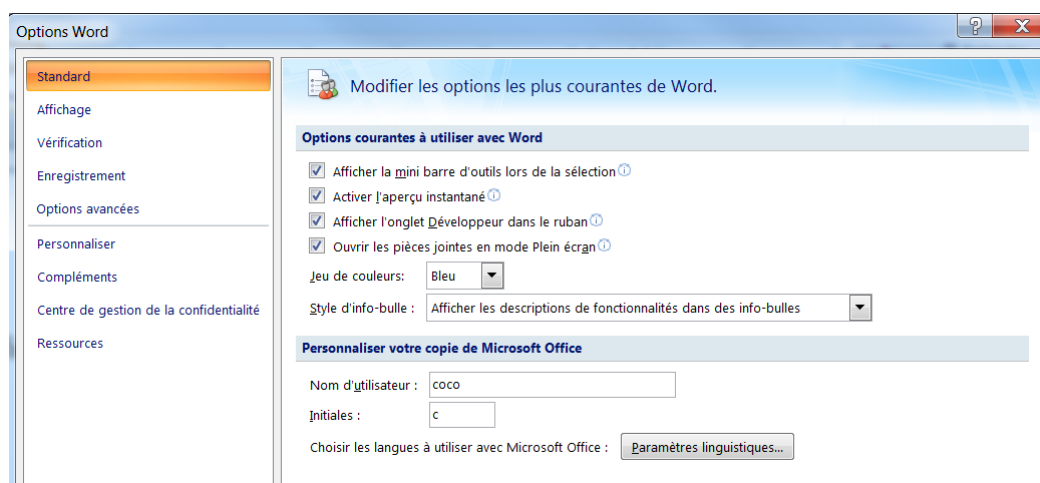 Options Word
Standard
Affichage
Vérification
Enregistrement
Options avancées
Personnaliser
Compléments
Centre de gestion de la confidentialité
Ressources
Modifier les options les plus courantes de Word.
Options courantes à utiliser avec Word
Afficher la mini barre d'outils lors de la sélection
Activer l'aperçu instantané
Afficher l'onglet Développeur dans le ruban
Ouvrir les pièces jointes en mode Plein écran
Jeu de couleurs: Bleu
Style d'info-bulle : Afficher les descriptions de fonctionnalités dans des info-bulles
Personnaliser votre copie de Microsoft Office
Nom d'utilisateur : coco
Initiales : c
Choisir les langues à utiliser avec Microsoft Office : Paramètres linguistiques...